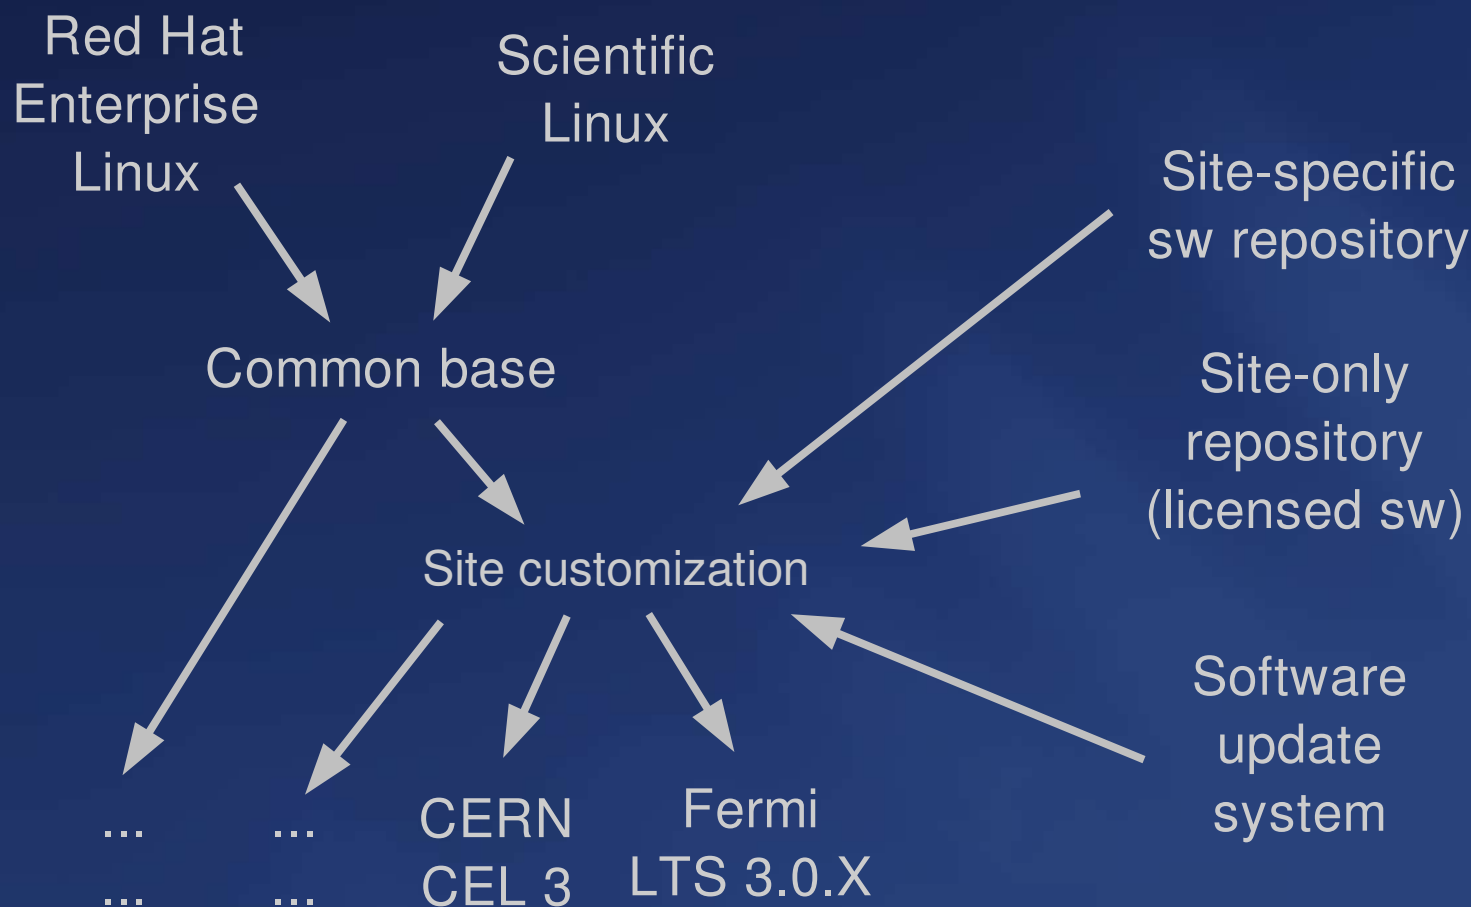 Red Hat
Enterprise
Linux
Scientific
Linux
Site-specific
sw repository
Common base
Site-only
repository
(licensed sw)
Site customization
Software
update
system
... ... CERN Fermi
... ... CEL 3 LTS 3.0.X